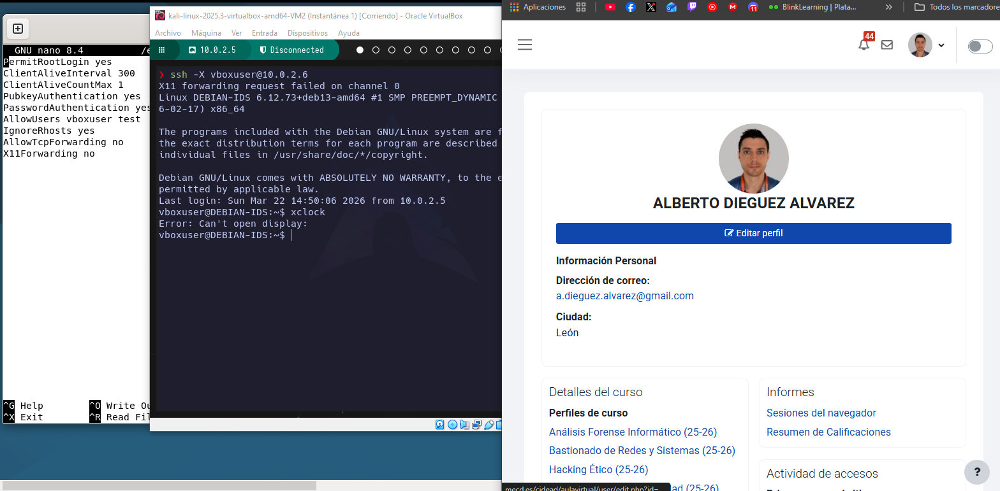 GNU nano 8.4 /e
PermitRootLogin yes
ClientAliveInterval 300
ClientAliveCountMax 1
PubkeyAuthentication yes
PasswordAuthentication yes
AllowUsers vboxuser test
IgnoreRhosts yes
AllowTcpForwarding no
X11Forwarding no
^G Help ^O Write Ou
^X Exit ^R Read Fil
kali-linux-2025.3-virtualbox-amd64-VM2 (Instantánea 1) [Corriendo] - Oracle VirtualBox
Archivo Máquina Ver Entrada Dispositivos Ayuda
10.0.2.5 Disconnected
❯ ssh -X vboxuser@10.0.2.6
X11 forwarding request failed on channel 0
Linux DEBIAN-IDS 6.12.73+deb13-amd64 #1 SMP PREEMPT_DYNAMIC
6-02-17) x86_64
The programs included with the Debian GNU/Linux system are f
the exact distribution terms for each program are described
individual files in /usr/share/doc/*/copyright.
Debian GNU/Linux comes with ABSOLUTELY NO WARRANTY, to the e
permitted by applicable law.
Last login: Sun Mar 22 14:50:06 2026 from 10.0.2.5
vboxuser@DEBIAN-IDS:~$ xclock
Error: Can't open display:
vboxuser@DEBIAN-IDS:~$
Aplicaciones
11
BlinkLearning | Plata...
»
Todos los marcadore
44
ALBERTO DIEGUEZ ALVAREZ
Editar perfil
Información Personal
Dirección de correo:
a.dieguez.alvarez@gmail.com
Ciudad:
León
Detalles del curso
Perfiles de curso
Análisis Forense Informático (25-26)
Bastionado de Redes y Sistemas (25-26)
Hacking Ético (25-26)
ad (25-26)
Informes
Sesiones del navegador
Resumen de Calificaciones
Actividad de accesos
?
mecd.es/cidead/aulavirtual/user/edit.php?id=...